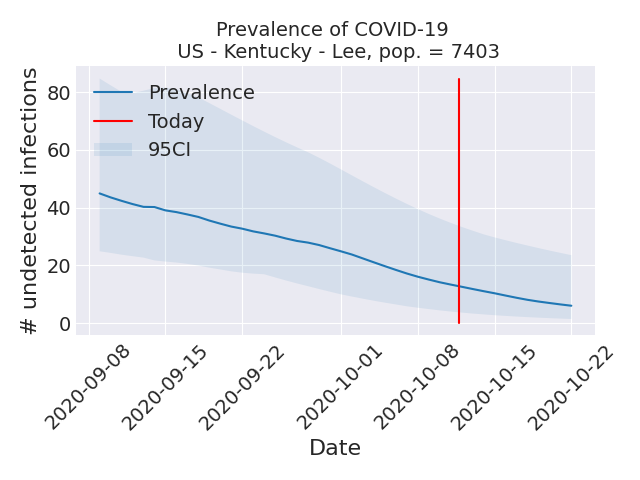 Prevalence of COVID-19
US - Kentucky - Lee, pop. = 7403
# undetected infections
80
60
40
20
0
Prevalence
Today
95CI
2020-09-08
2020-09-15
2020-09-22
2020-10-01
2020-10-08
2020-10-15
2020-10-22
Date